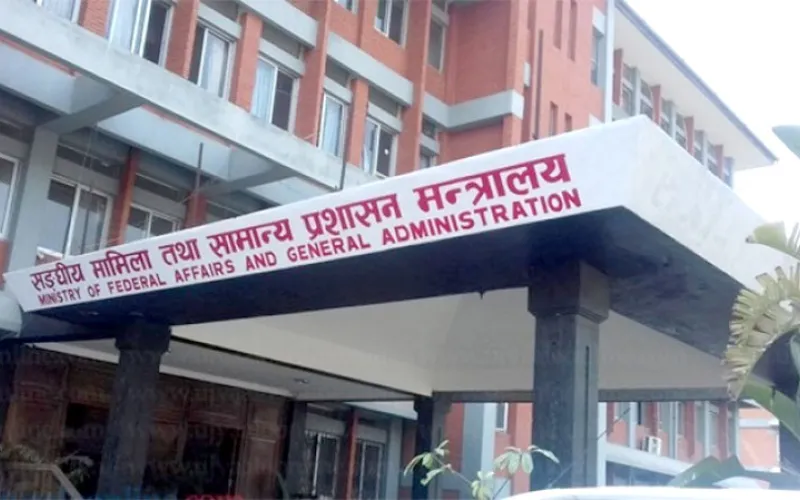 सङ्घीय मामिला तथा सामान्य प्रशासन मन्त्रालय
MINISTRY OF FEDERAL AFFAIRS AND GENERAL ADMINISTRATION